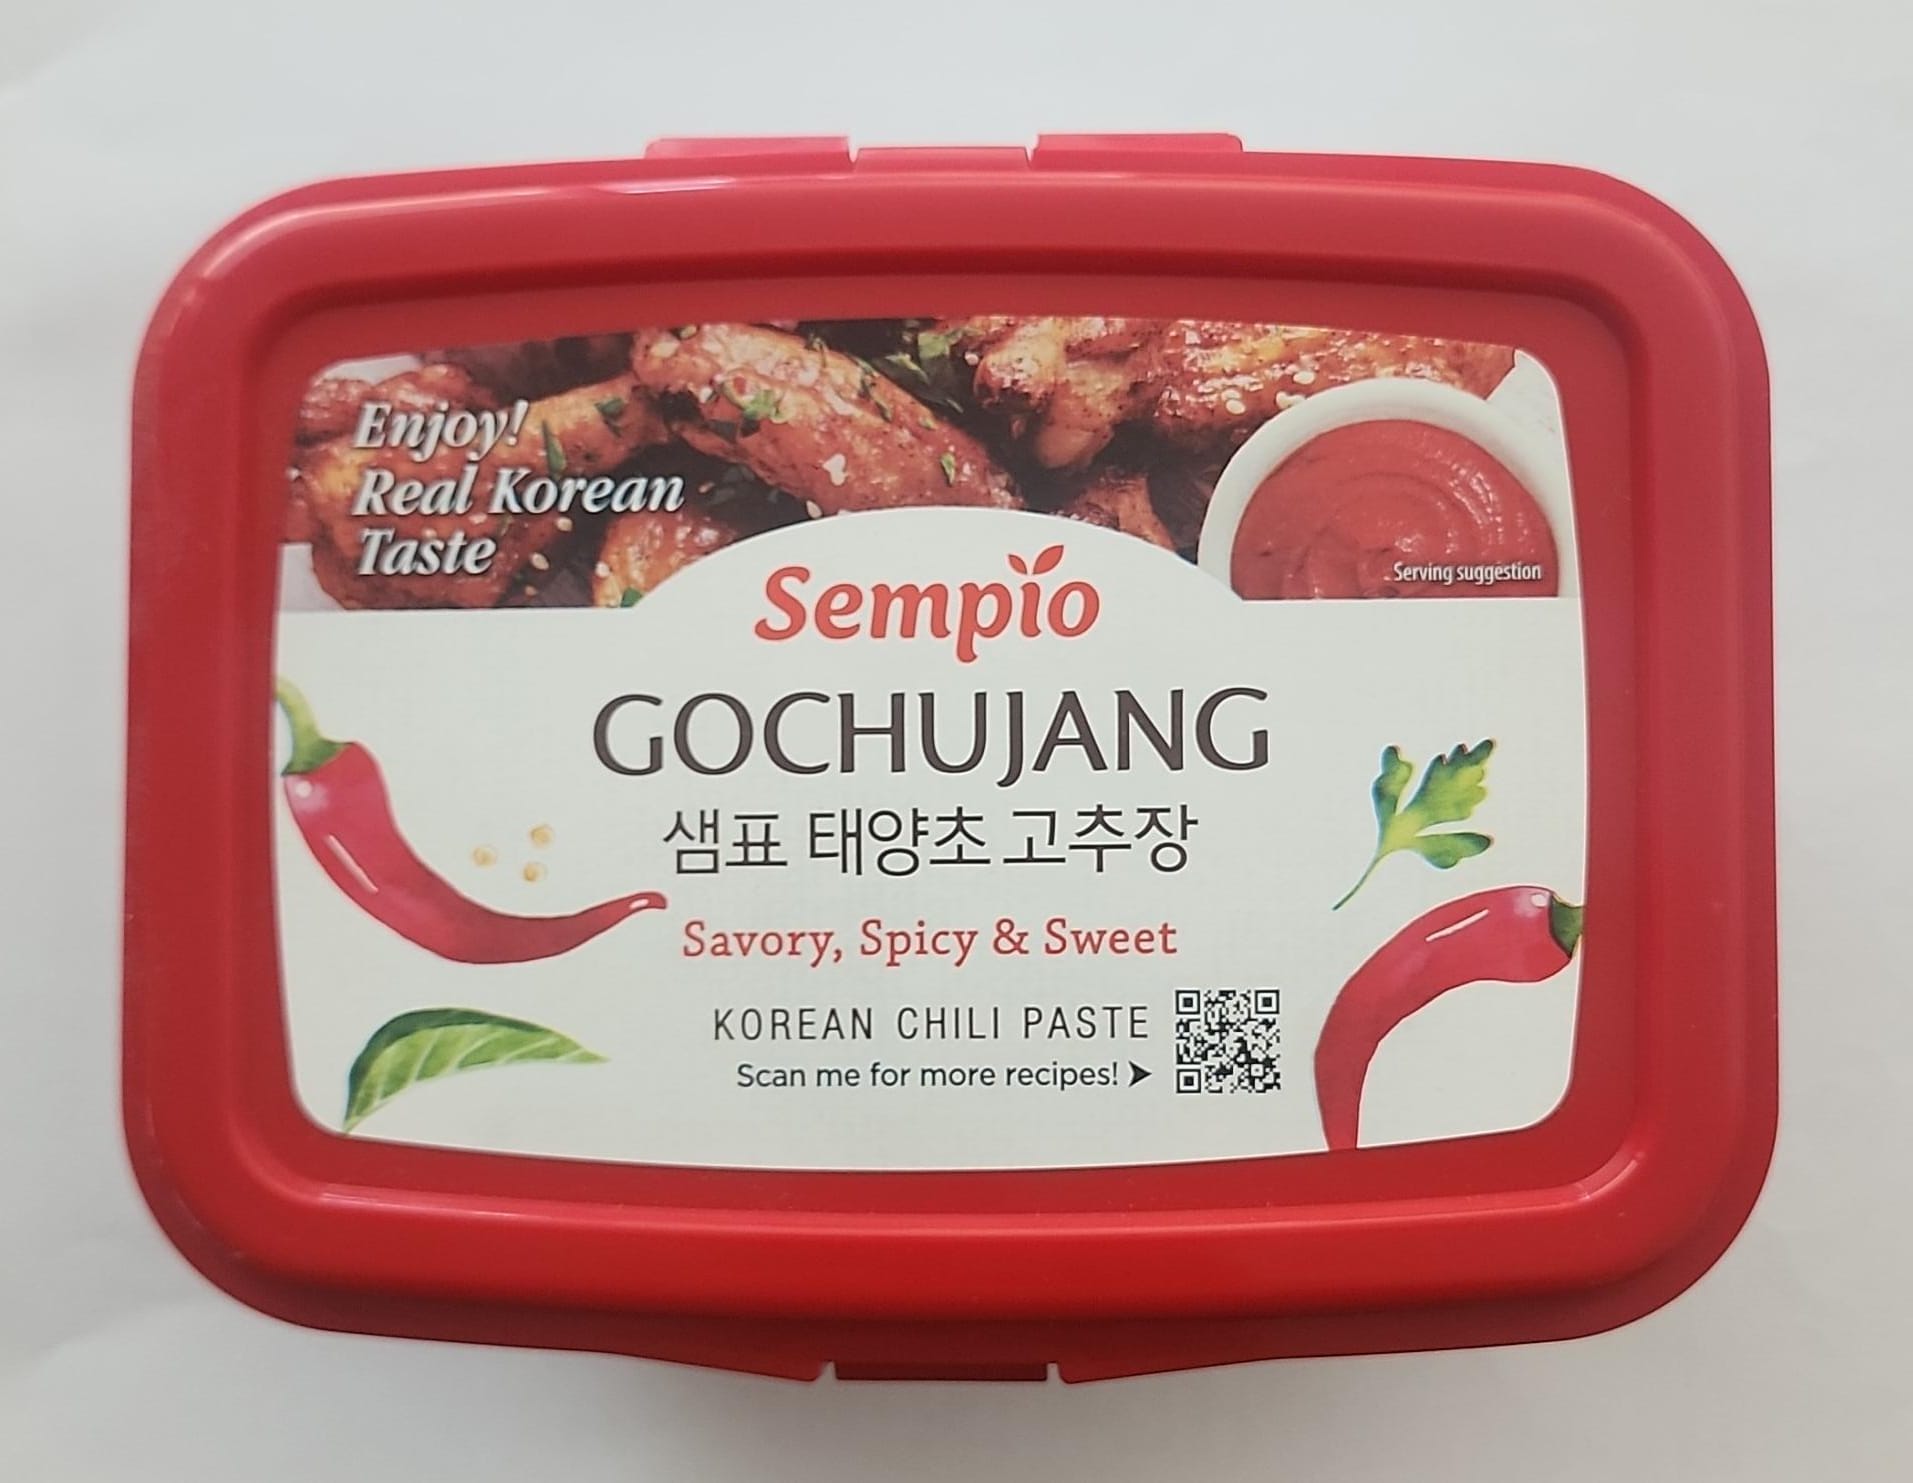 Enjoy!
Real Korean
Taste
Serving suggestion
Sempio
GOCHUJANG
샘표 태양초 고추장
Savory, Spicy & Sweet
KOREAN CHILI PASTE
Scan me for more recipes! ➤